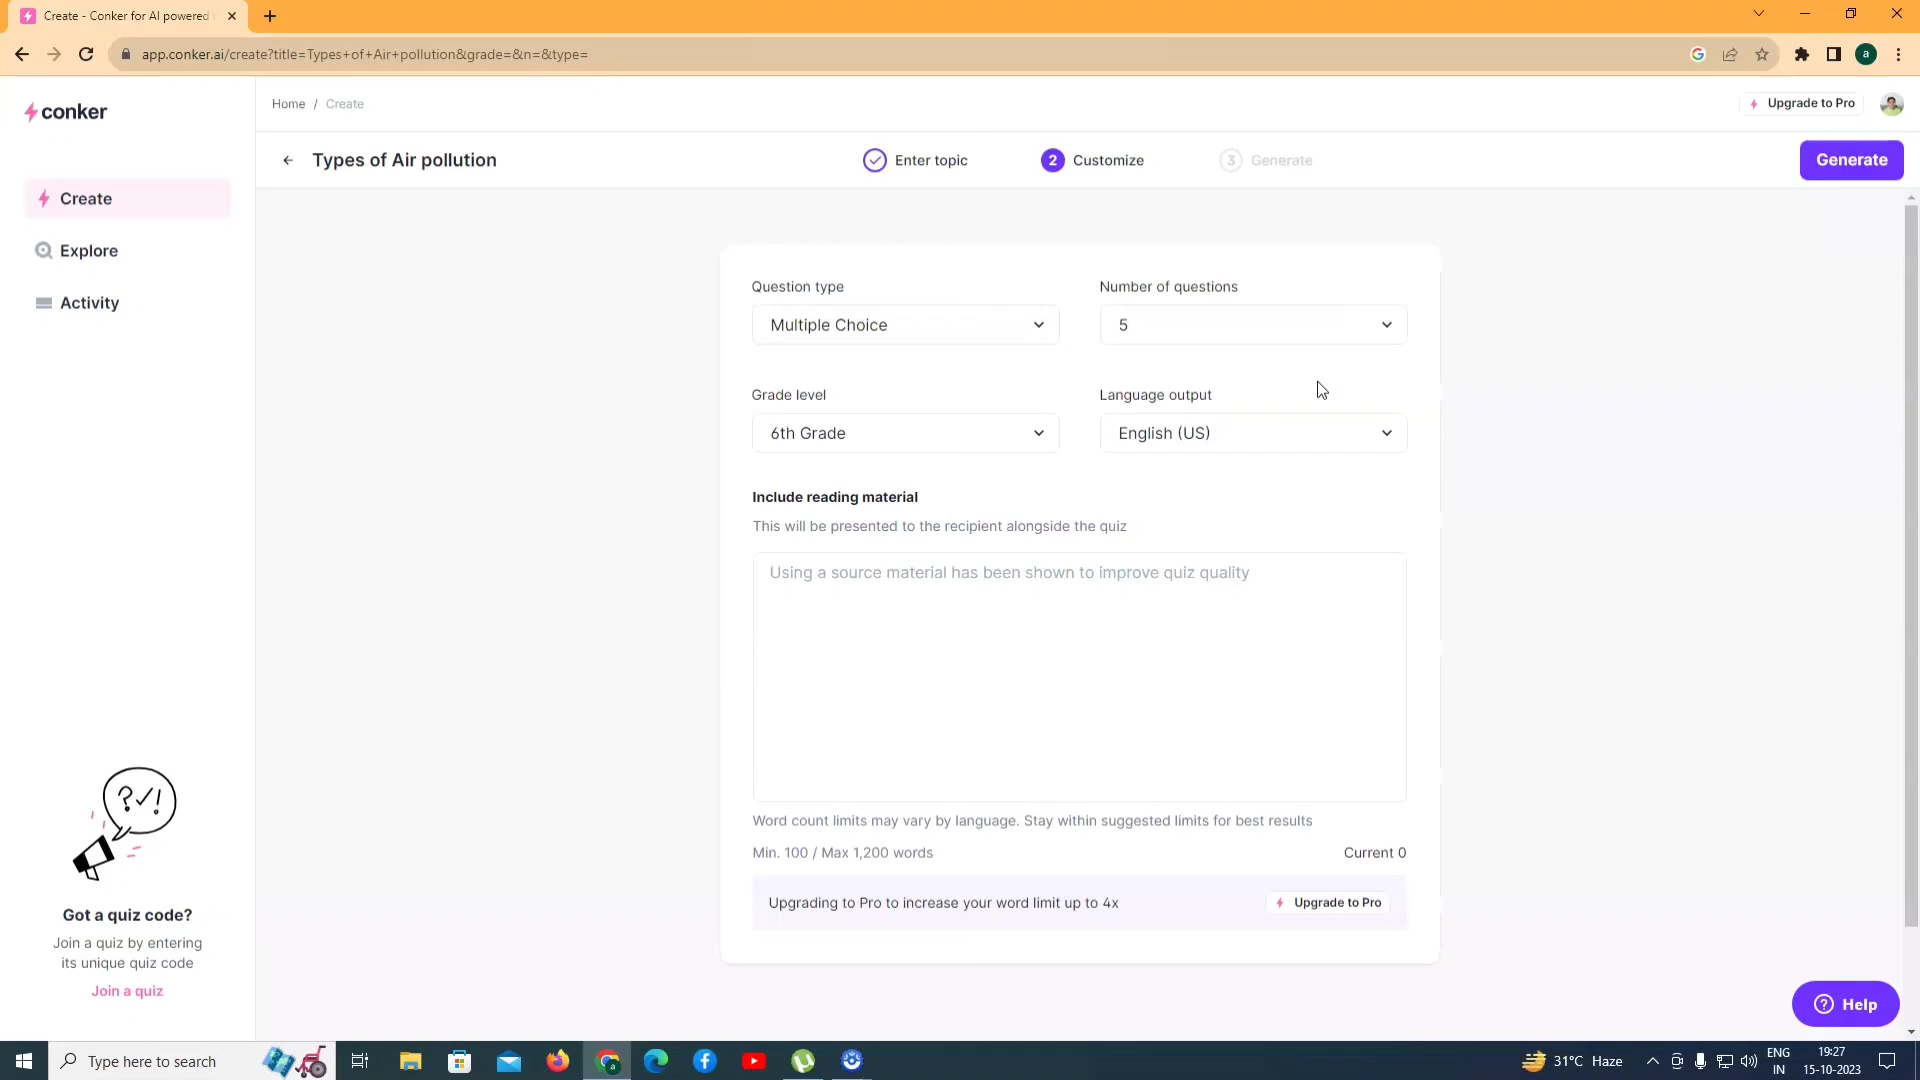 Create - Conker for AI powered
app.conker.ai/create?title=Types+of+Air+pollution&grade=&n=&type=
a
conker
Home / Create
Upgrade to Pro
Types of Air pollution
Enter topic
2 Customize
3 Generate
Generate
Create
Explore
Activity
Question type
Number of questions
Multiple Choice
5
Grade level
Language output
6th Grade
English (US)
Include reading material
This will be presented to the recipient alongside the quiz
Using a source material has been shown to improve quiz quality
Word count limits may vary by language. Stay within suggested limits for best results
Min. 100 / Max 1,200 words
Current 0
Upgrading to Pro to increase your word limit up to 4x
Upgrade to Pro
?✓!
Got a quiz code?
Join a quiz by entering
its unique quiz code
Join a quiz
? Help
Type here to search
31°C Haze
ENG
IN
19:27
15-10-2023